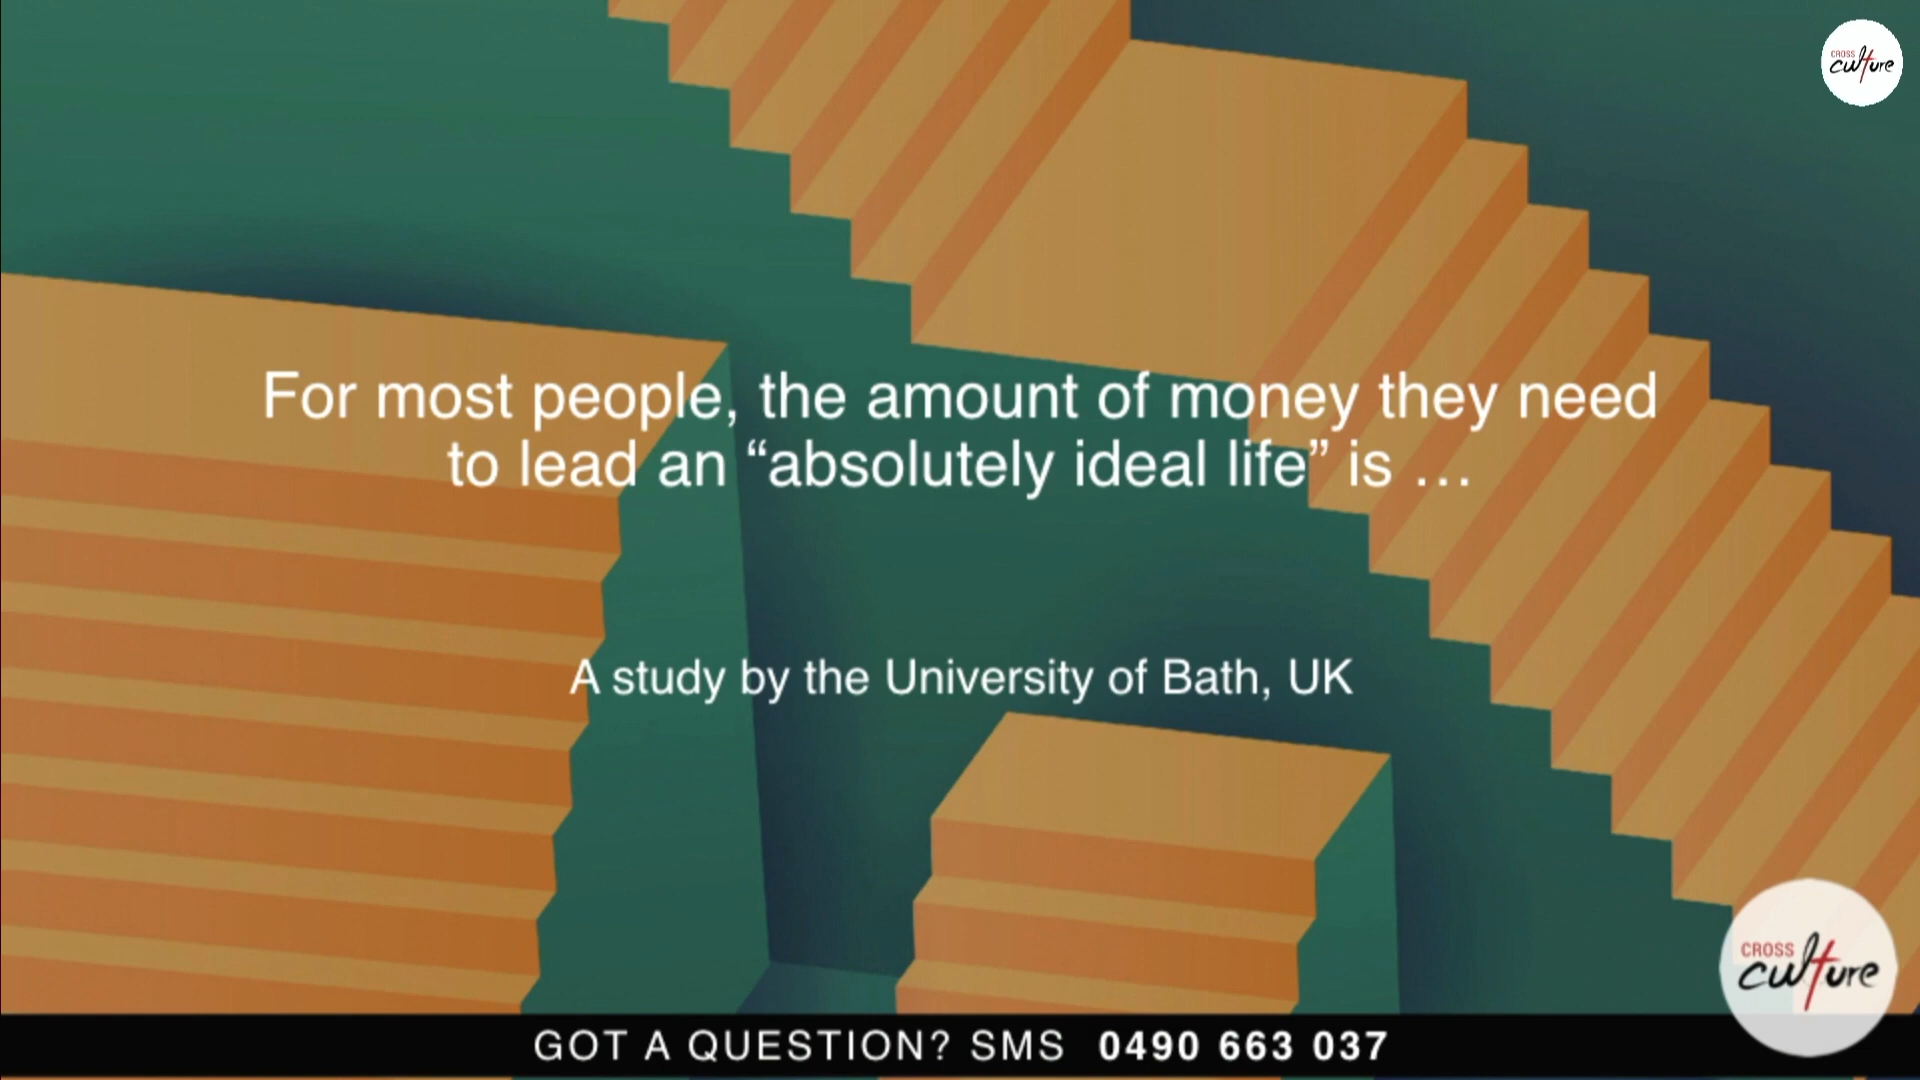 CROSS
culture
For most people, the amount of money they need
to lead an “absolutely ideal life” is …
A study by the University of Bath, UK
CROSS
culture
GOT A QUESTION? SMS 0490 663 037